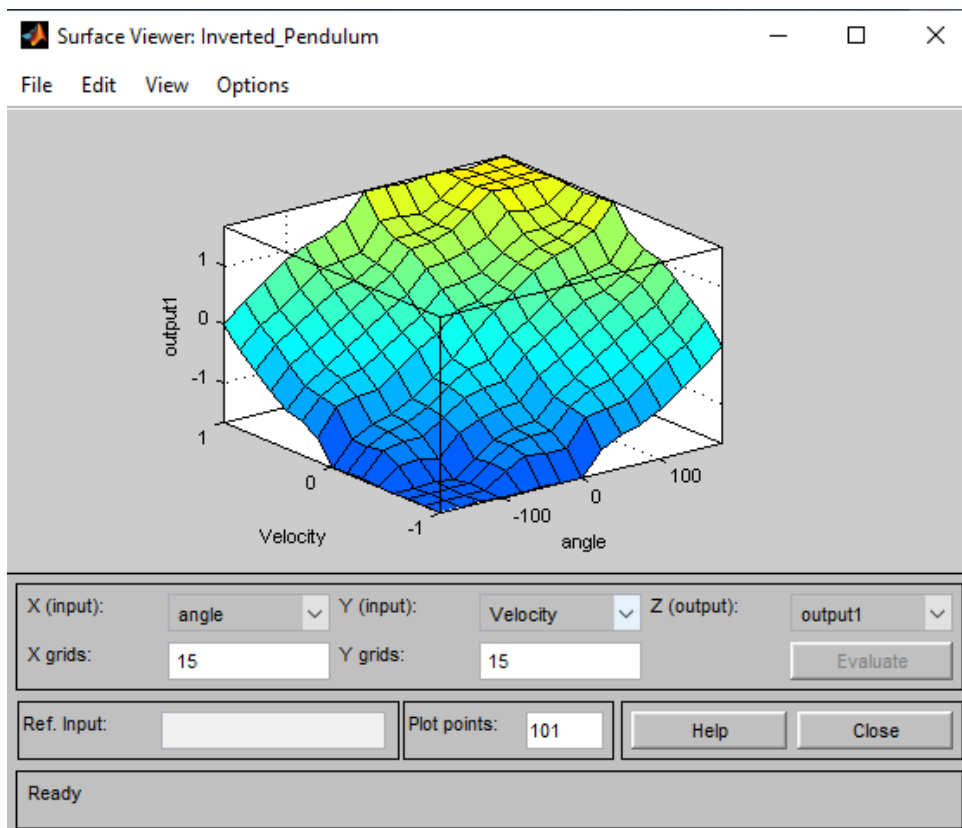 Surface Viewer: Inverted_Pendulum
File Edit View Options
1
0
-1
output1
1
0
-1
Velocity
-100
0
100
angle
X (input): angle Y (input): Velocity Z (output): output1
X grids: 15 Y grids: 15 Evaluate
Ref. Input: Plot points: 101 Help Close
Ready